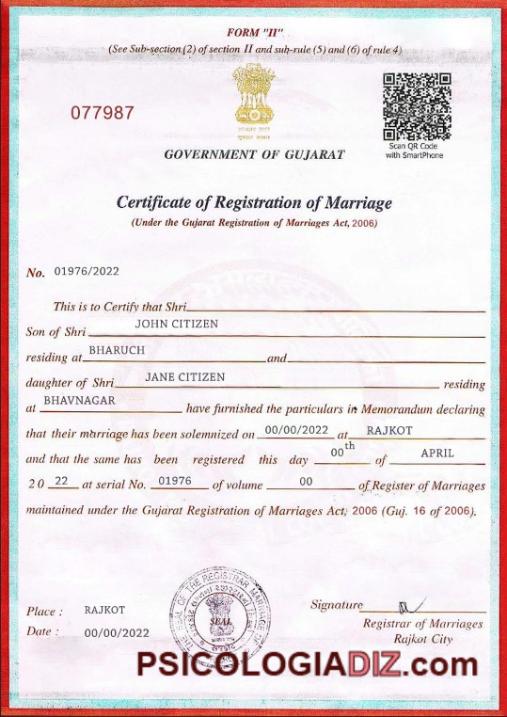 FORM "II"
(See Sub-section (2) of section II and sub-rule (5) and (6) of rule 4)
077987
Scan QR Code
with SmartPhone
GOVERNMENT OF GUJARAT
Certificate of Registration of Marriage
(Under the Gujarat Registration of Marriages Act, 2006)
No. 01976/2022
This is to Certify that Shri
Son of Shri JOHN CITIZEN
residing at BHARUCH and
daughter of Shri JANE CITIZEN residing
at BHAVNAGAR have furnished the particulars in Memorandum declaring
that their marriage has been solemnized on 00/00/2022 at RAJKOT
and that the same has been registered this day 00th of APRIL
20 22 at serial No. 01976 of volume 00 of Register of Marriages
maintained under the Gujarat Registration of Marriages Act; 2006 (Guj. 16 of 2006).
THE REGISTRAR MARRIAGE
SEAL
Place : RAJKOT
Signature
Date : 00/00/2022
Registrar of Marriages
Rajkot City
PSICOLOGIADIZ.com